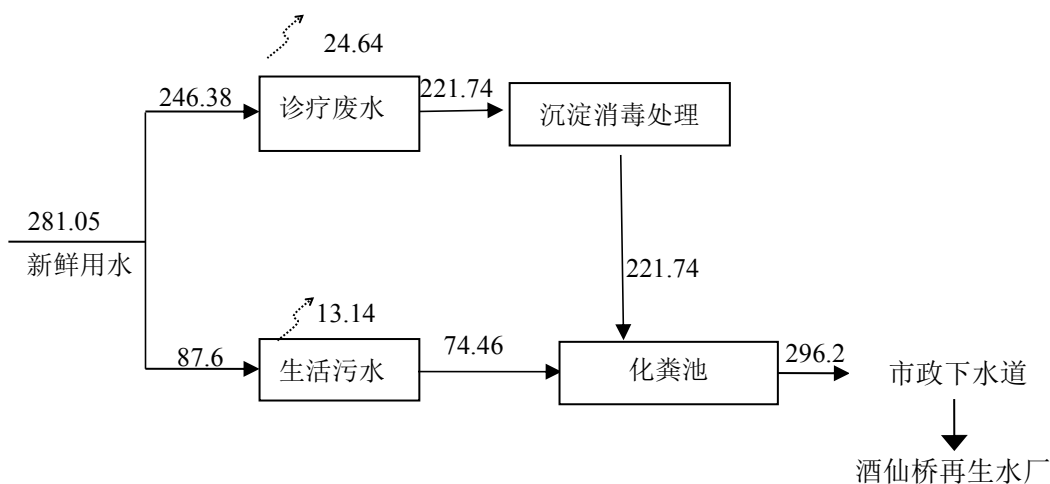 24.64
246.38
诊疗废水
221.74
沉淀消毒处理
281.05
新鲜用水
221.74
13.14
87.6
生活污水
74.46
化粪池
296.2
市政下水道
酒仙桥再生水厂